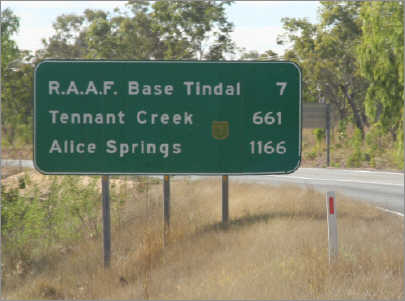 R.A.A.F. Base Tindal 7
Tennant Creek 661
Alice Springs 1166